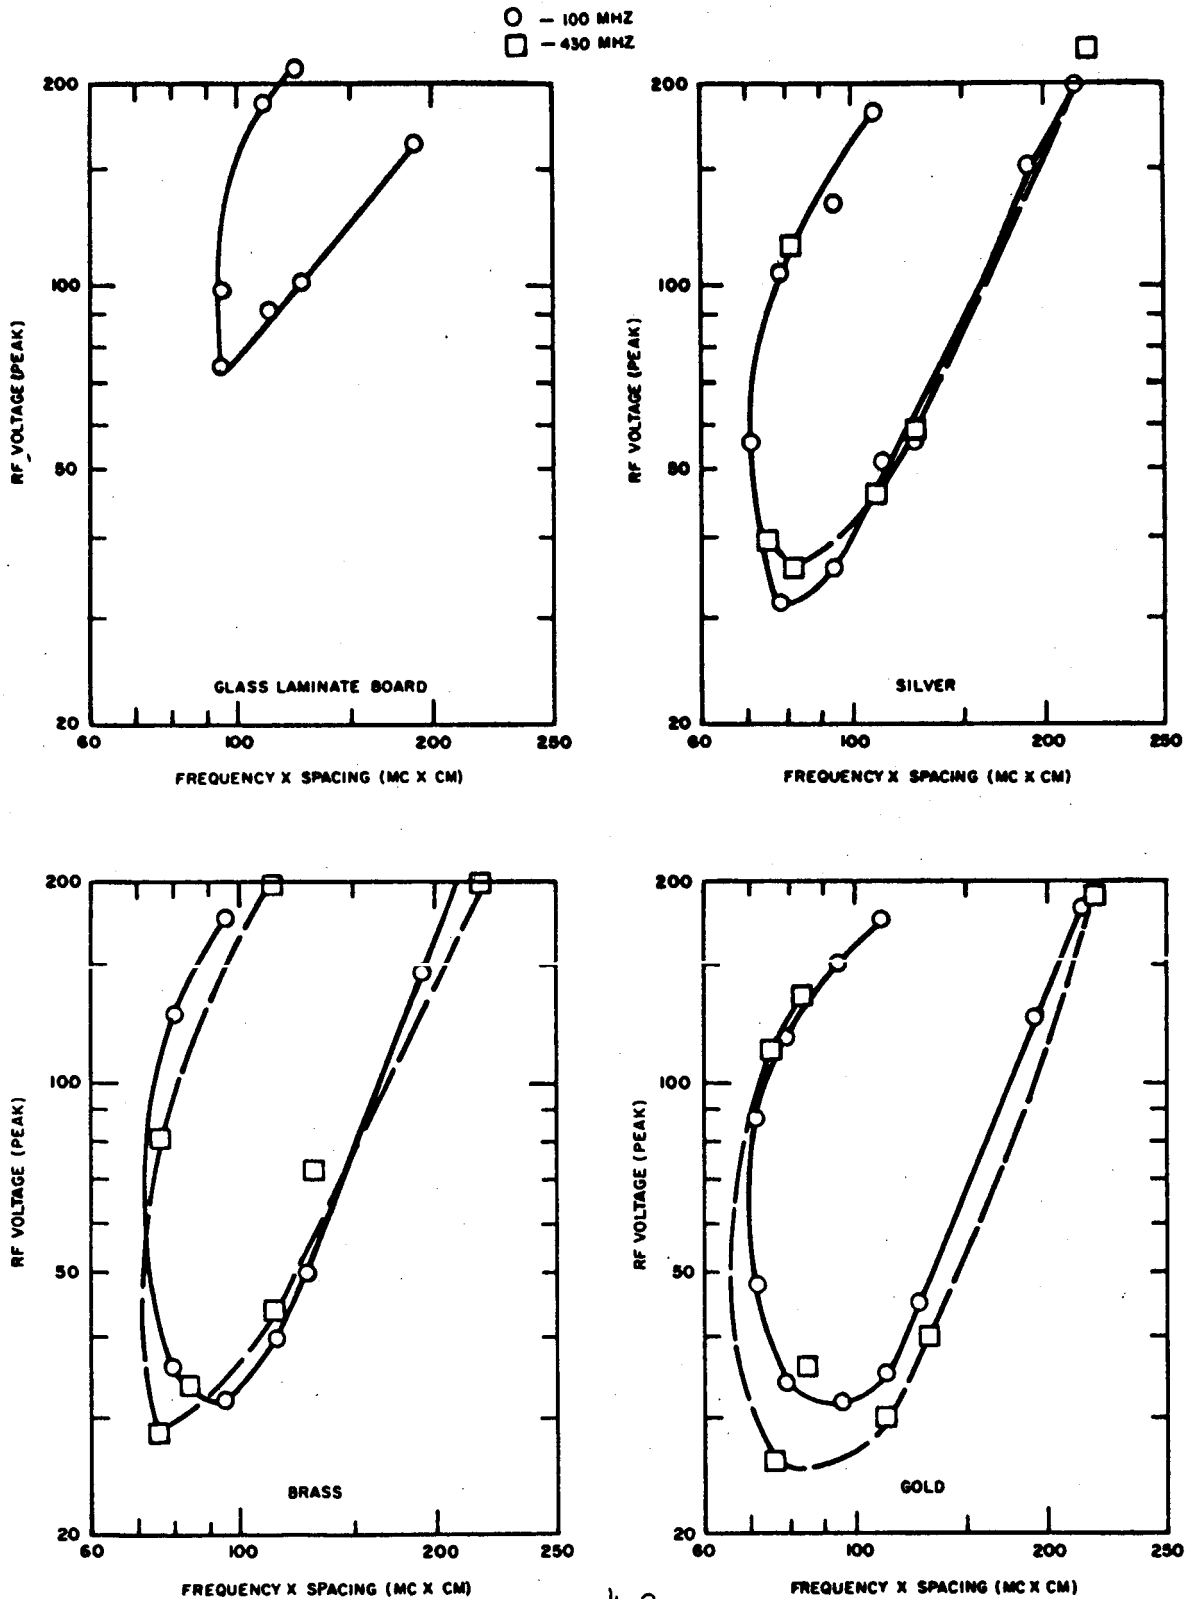 — 100 MHZ
— 430 MHZ
200
100
50
20
RF VOLTAGE (PEAK)
GLASS LAMINATE BOARD
60 100 200 250
FREQUENCY X SPACING (MC X CM)
200
100
50
20
RF VOLTAGE (PEAK)
SILVER
60 100 200 250
FREQUENCY X SPACING (MC X CM)
200
100
50
20
RF VOLTAGE (PEAK)
BRASS
60 100 200 250
FREQUENCY X SPACING (MC X CM)
200
100
50
20
RF VOLTAGE (PEAK)
GOLD
60 100 200 250
FREQUENCY X SPACING (MC X CM)